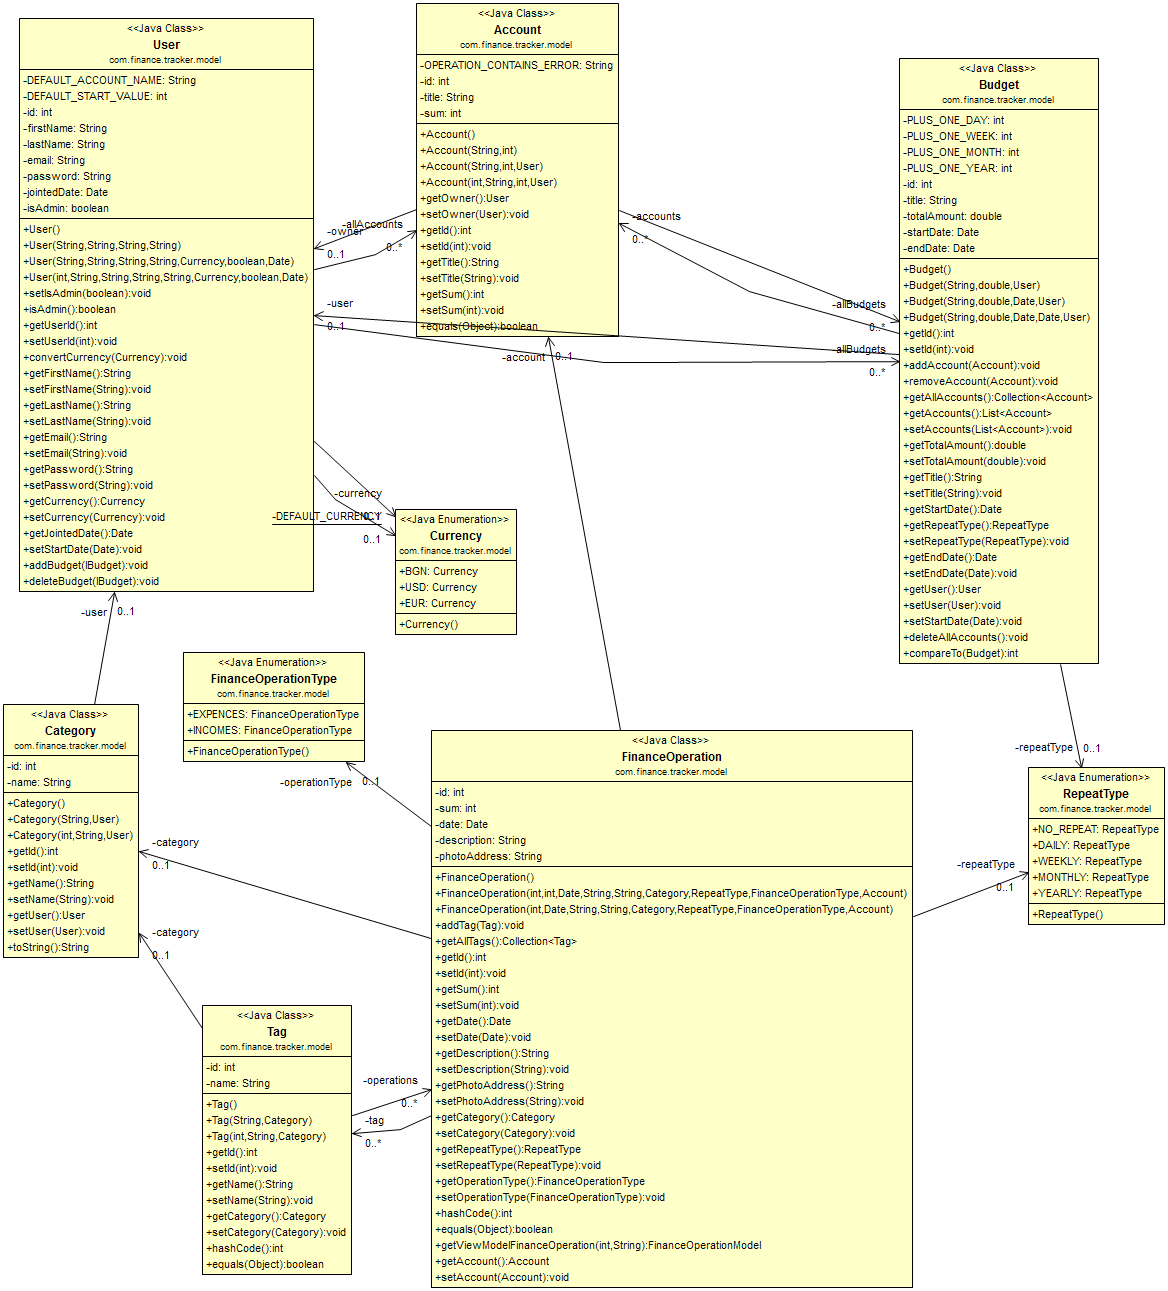 <<Java Class>>
User
com.finance.tracker.model
-DEFAULT_ACCOUNT_NAME: String
-DEFAULT_START_VALUE: int
-id: int
-firstName: String
-lastName: String
-email: String
-password: String
-jointedDate: Date
-isAdmin: boolean
+User()
+User(String,String,String,String)
+User(String,String,String,String,Currency,boolean,Date)
+User(int,String,String,String,String,Currency,boolean,Date)
+setIsAdmin(boolean):void
+isAdmin():boolean
+getUserId():int
+setUserId(int):void
+convertCurrency(Currency):void
+getFirstName():String
+setFirstName(String):void
+getLastName():String
+setLastName(String):void
+getEmail():String
+setEmail(String):void
+getPassword():String
+setPassword(String):void
+getCurrency():Currency
+setCurrency(Currency):void
+getJointedDate():Date
+setStartDate(Date):void
+addBudget(IBudget):void
+deleteBudget(IBudget):void
<<Java Class>>
Account
com.finance.tracker.model
-OPERATION_CONTAINS_ERROR: String
-id: int
-title: String
-sum: int
+Account()
+Account(String,int)
+Account(String,int,User)
+Account(int,String,int,User)
+getOwner():User
+setOwner(User):void
+getId():int
+setId(int):void
+getTitle():String
+setTitle(String):void
+getSum():int
+setSum(int):void
+equals(Object):boolean
<<Java Class>>
Budget
com.finance.tracker.model
-PLUS_ONE_DAY: int
-PLUS_ONE_WEEK: int
-PLUS_ONE_MONTH: int
-PLUS_ONE_YEAR: int
-id: int
-title: String
-totalAmount: double
-startDate: Date
-endDate: Date
+Budget()
+Budget(String,double,User)
+Budget(String,double,Date,User)
+Budget(String,double,Date,Date,User)
+getId():int
+setId(int):void
+addAccount(Account):void
+removeAccount(Account):void
+getAllAccounts():Collection<Account>
+getAccounts():List<Account>
+setAccounts(List<Account>):void
+getTotalAmount():double
+setTotalAmount(double):void
+getTitle():String
+setTitle(String):void
+getStartDate():Date
+getRepeatType():RepeatType
+setRepeatType(RepeatType):void
+getEndDate():Date
+setEndDate(Date):void
+getUser():User
+setUser(User):void
+setStartDate(Date):void
+deleteAllAccounts():void
+compareTo(Budget):int
-allAccounts
0..*
-owner
0..1
-accounts
0..*
-allBudgets
0..*
-user
0..1
-allBudgets
0..*
-account
0..1
-currency
0..1
-DEFAULT_CURRENCY
0..1
<<Java Enumeration>>
Currency
com.finance.tracker.model
+BGN: Currency
+USD: Currency
+EUR: Currency
+Currency()
-user
0..1
<<Java Enumeration>>
FinanceOperationType
com.finance.tracker.model
+EXPENCES: FinanceOperationType
+INCOMES: FinanceOperationType
+FinanceOperationType()
-operationType
0..1
<<Java Class>>
Category
com.finance.tracker.model
-id: int
-name: String
+Category()
+Category(String,User)
+Category(int,String,User)
+getId():int
+setId(int):void
+getName():String
+setName(String):void
+getUser():User
+setUser(User):void
+toString():String
-category
0..1
-category
0..1
<<Java Class>>
FinanceOperation
com.finance.tracker.model
-id: int
-sum: int
-date: Date
-description: String
-photoAddress: String
+FinanceOperation()
+FinanceOperation(int,int,Date,String,String,Category,RepeatType,FinanceOperationType,Account)
+FinanceOperation(int,Date,String,String,Category,RepeatType,FinanceOperationType,Account)
+addTag(Tag):void
+getAllTags():Collection<Tag>
+getId():int
+setId(int):void
+getSum():int
+setSum(int):void
+getDate():Date
+setDate(Date):void
+getDescription():String
+setDescription(String):void
+getPhotoAddress():String
+setPhotoAddress(String):void
+getCategory():Category
+setCategory(Category):void
+getRepeatType():RepeatType
+setRepeatType(RepeatType):void
+getOperationType():FinanceOperationType
+setOperationType(FinanceOperationType):void
+hashCode():int
+equals(Object):boolean
+getViewModelFinanceOperation(int,String):FinanceOperationModel
+getAccount():Account
+setAccount(Account):void
-repeatType
0..1
-repeatType
0..1
<<Java Enumeration>>
RepeatType
com.finance.tracker.model
+NO_REPEAT: RepeatType
+DAILY: RepeatType
+WEEKLY: RepeatType
+MONTHLY: RepeatType
+YEARLY: RepeatType
+RepeatType()
<<Java Class>>
Tag
com.finance.tracker.model
-id: int
-name: String
+Tag()
+Tag(String,Category)
+Tag(int,String,Category)
+getId():int
+setId(int):void
+getName():String
+setName(String):void
+getCategory():Category
+setCategory(Category):void
+hashCode():int
+equals(Object):boolean
-operations
0..*
-tag
0..*